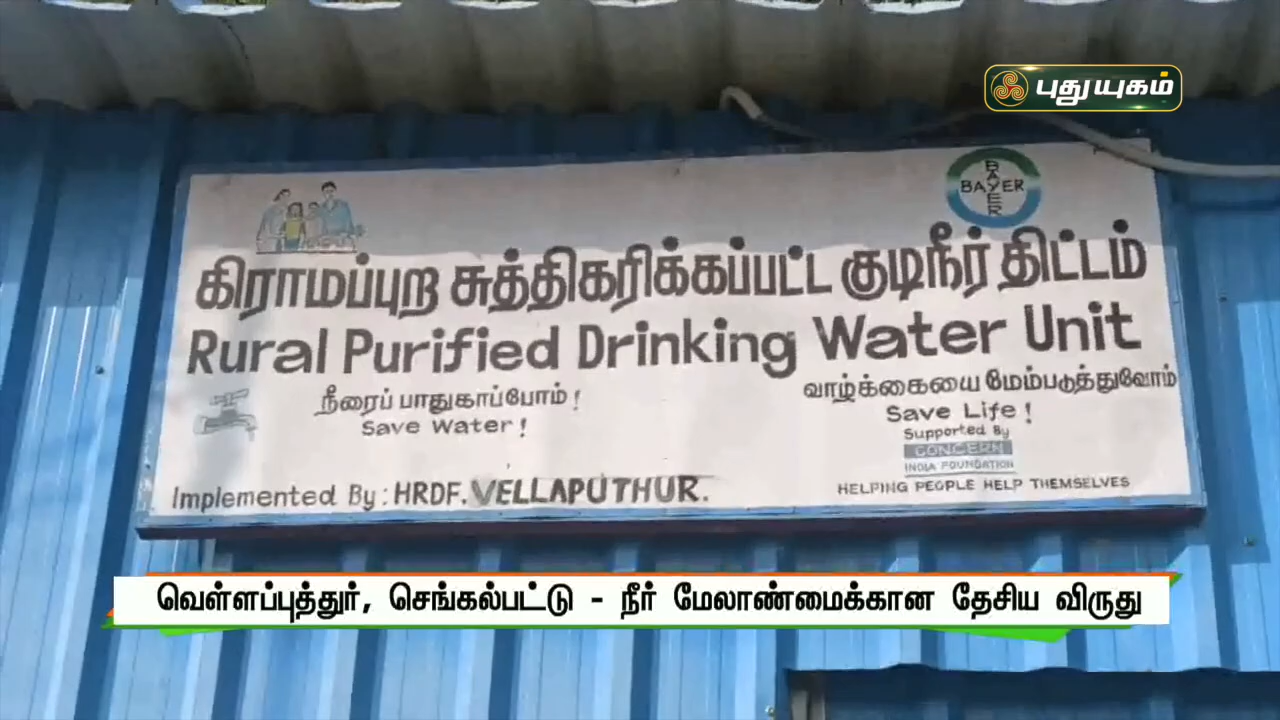 புதுயுகம்
BAYER
BAYER
கிராமப்புற சுத்திகரிக்கப்பட்ட குடிநீர் திட்டம்
Rural Purified Drinking Water Unit
நீரைப் பாதுகாப்போம்!
வாழ்க்கையை மேம்படுத்துவோம்
Save Water!
Save Life!
Supported By
CONCERN
INDIA FOUNDATION
HELPING PEOPLE HELP THEMSELVES
Implemented By: HRDF. VELLAPUTHUR.
வெள்ளப்புத்துர், செங்கல்பட்டு - நீர் மேலாண்மைக்கான தேசிய விருது